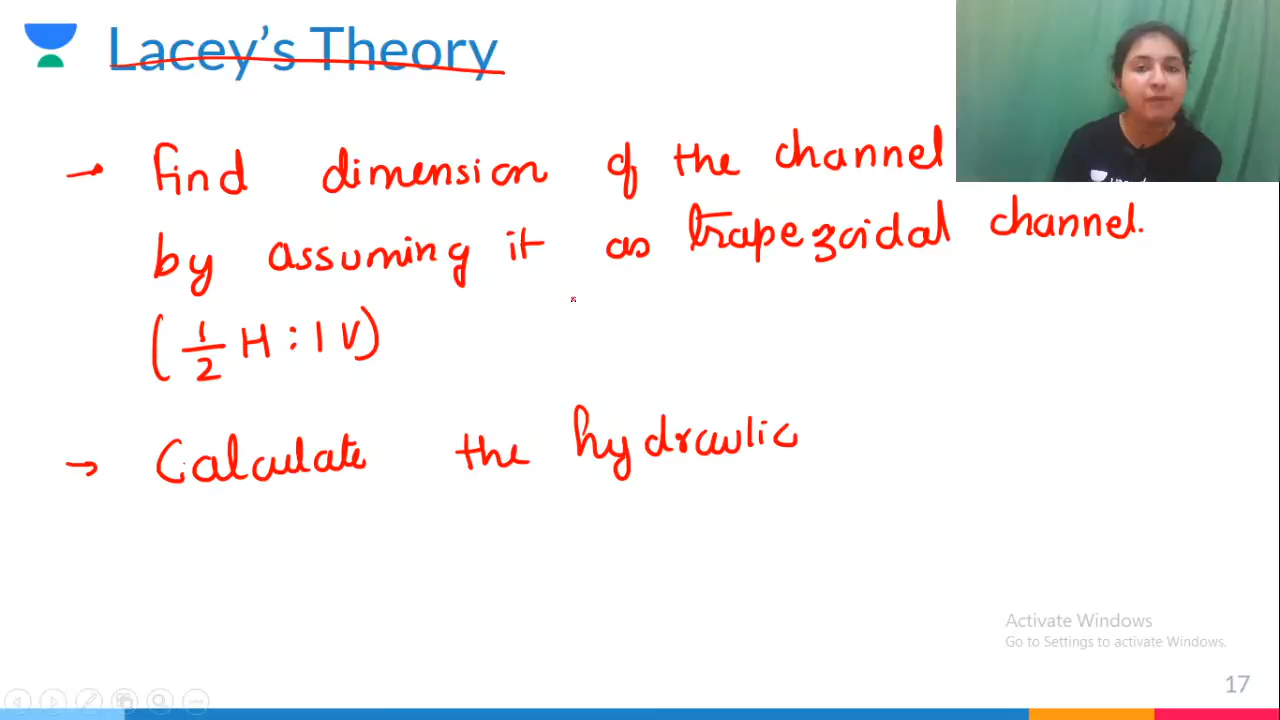 Lacey's Theory
→ Find dimension of the channel
by assuming it as trapezoidal channel.
(1/2 H : 1 V)
→ Calculate the hydraulic
Activate Windows
Go to Settings to activate Windows.
17